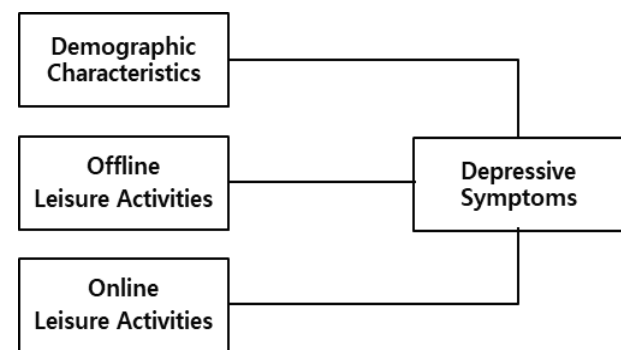 Demographic
Characteristics
Offline
Leisure Activities
Depressive
Symptoms
Online
Leisure Activities